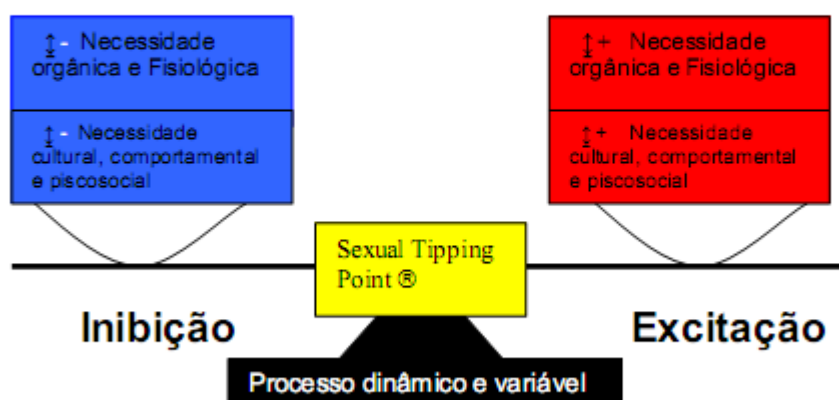 ↕- Necessidade
orgânica e Fisiológica
↕- Necessidade
cultural, comportamental
e piscosocial
↕+ Necessidade
orgânica e Fisiológica
↕+ Necessidade
cultural, comportamental
e piscosocial
Sexual Tipping
Point ®
Inibição
Excitação
Processo dinâmico e variável